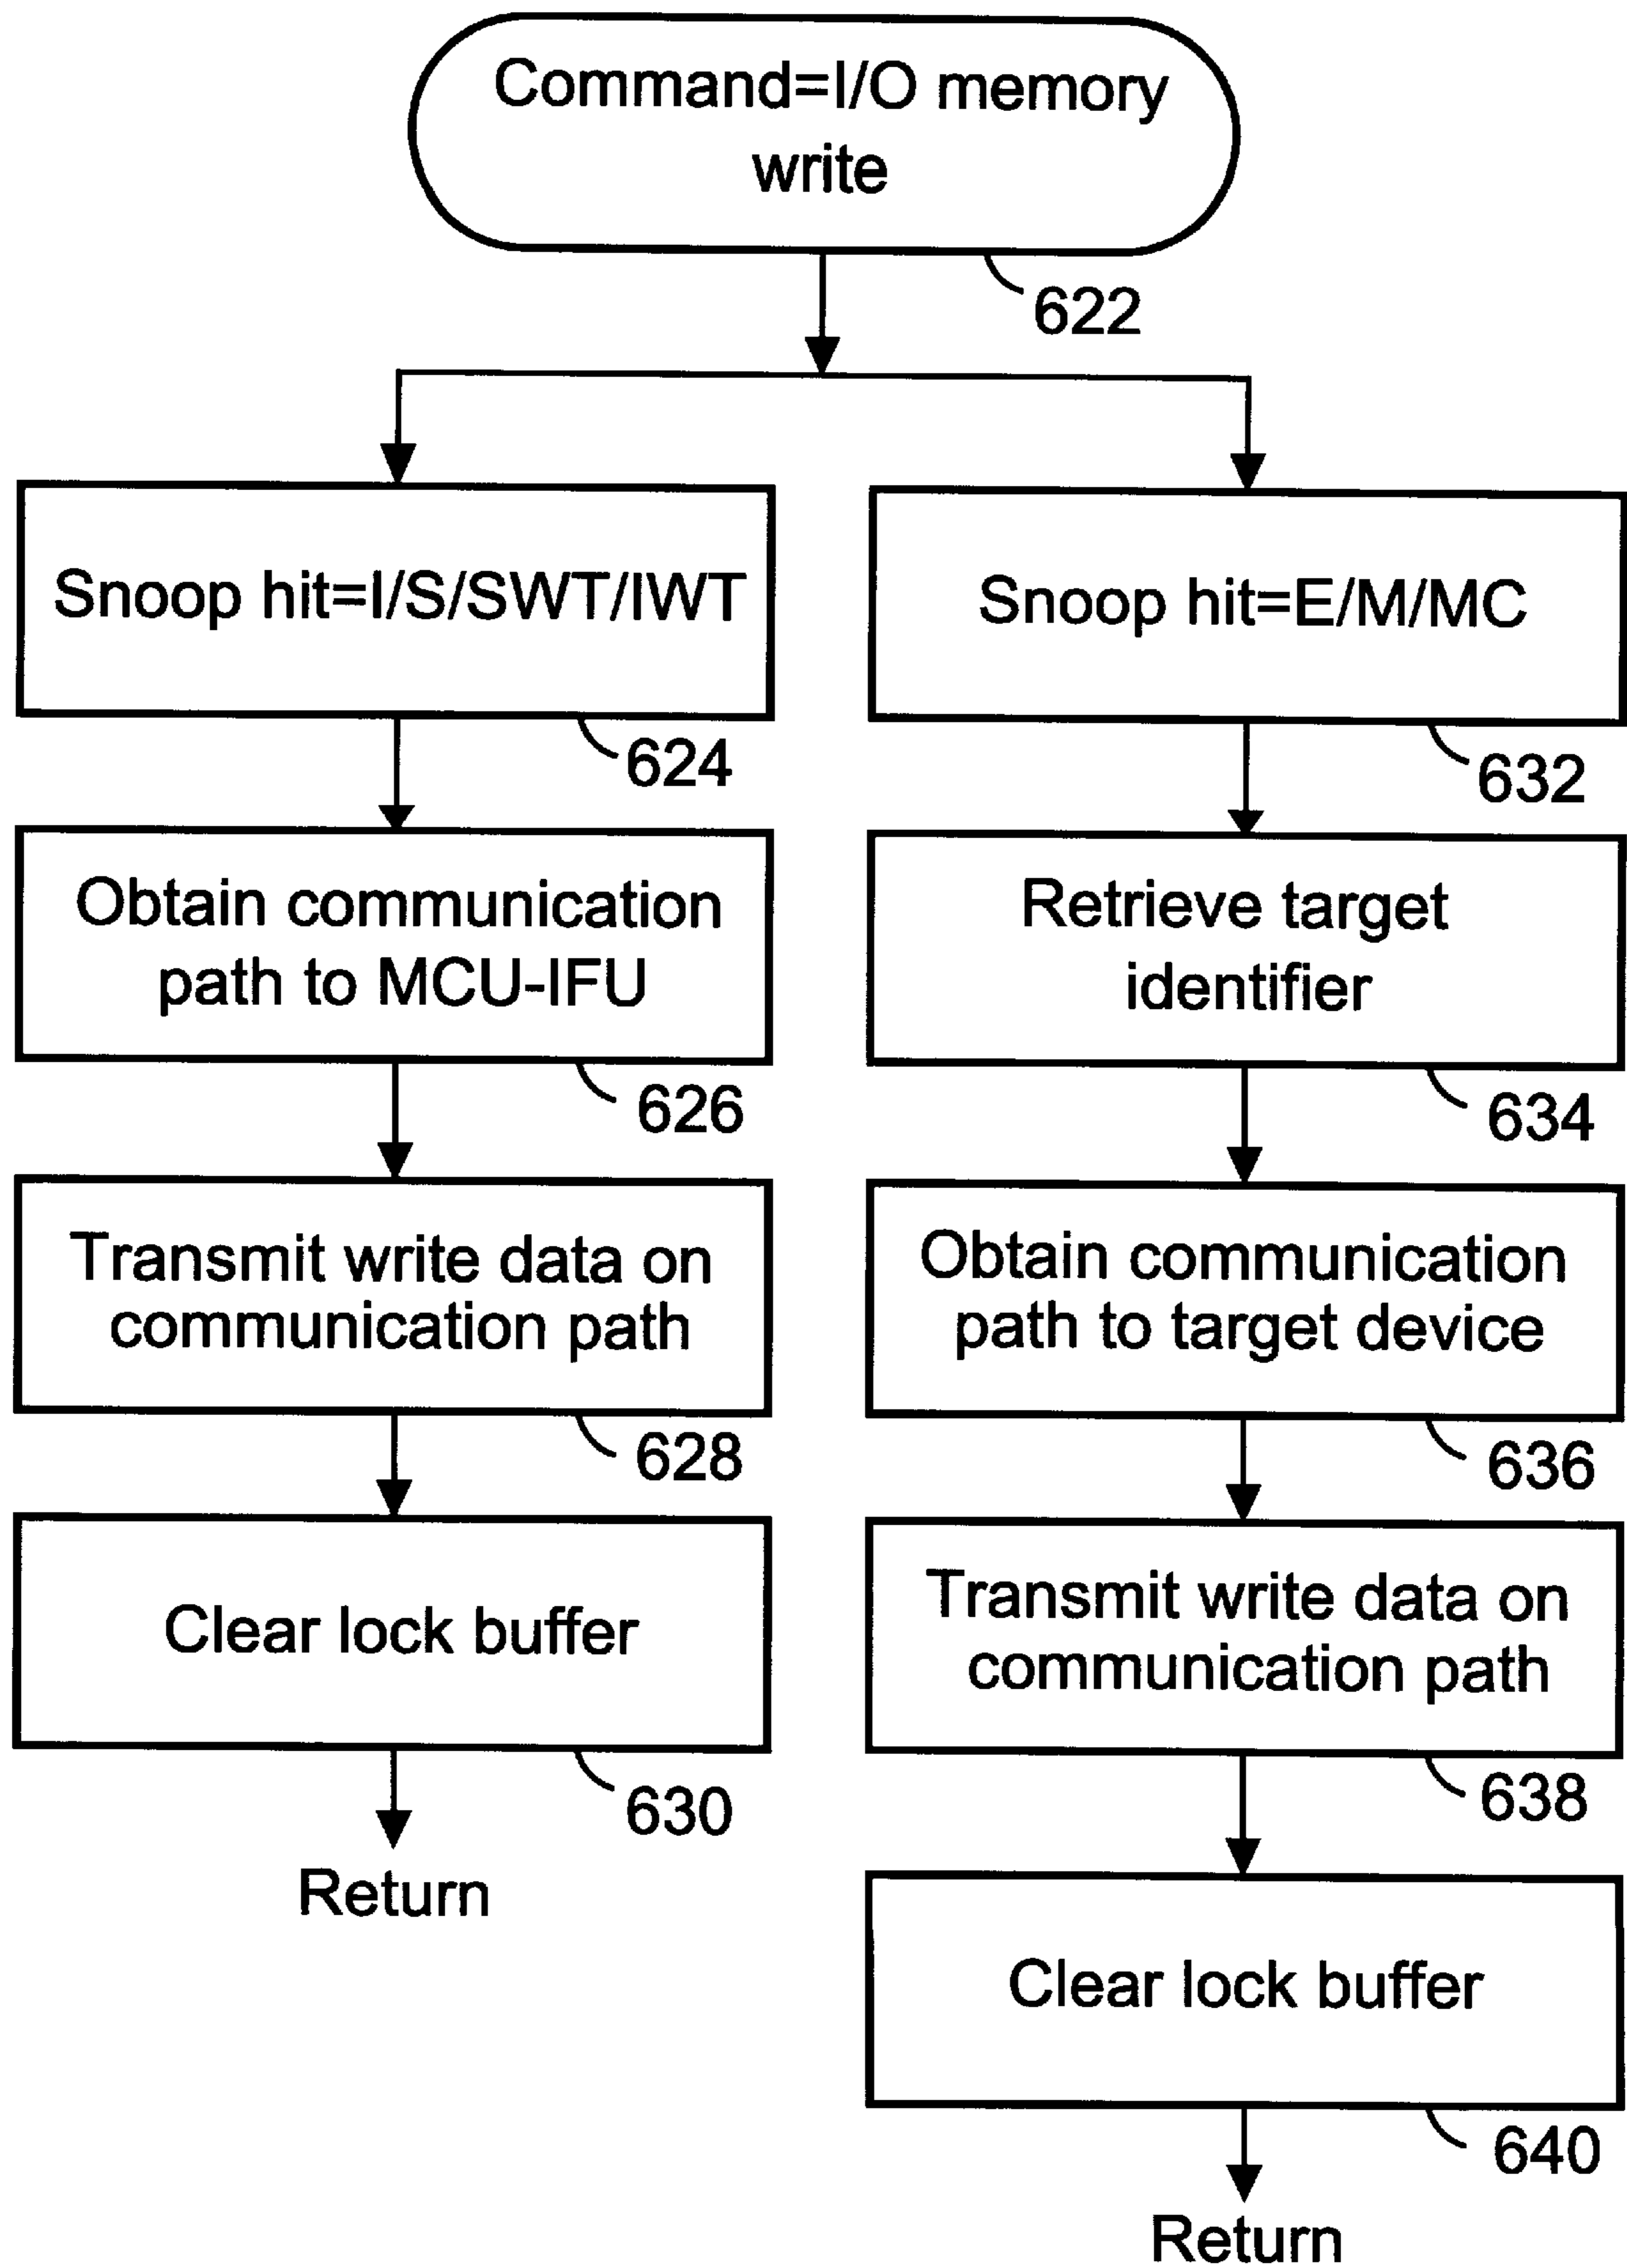 Command=I/O memory
write
622
Snoop hit=I/S/SWT/IWT
624
Obtain communication
path to MCU-IFU
626
Transmit write data on
communication path
628
Clear lock buffer
630
Return
Snoop hit=E/M/MC
632
Retrieve target
identifier
634
Obtain communication
path to target device
636
Transmit write data on
communication path
638
Clear lock buffer
640
Return